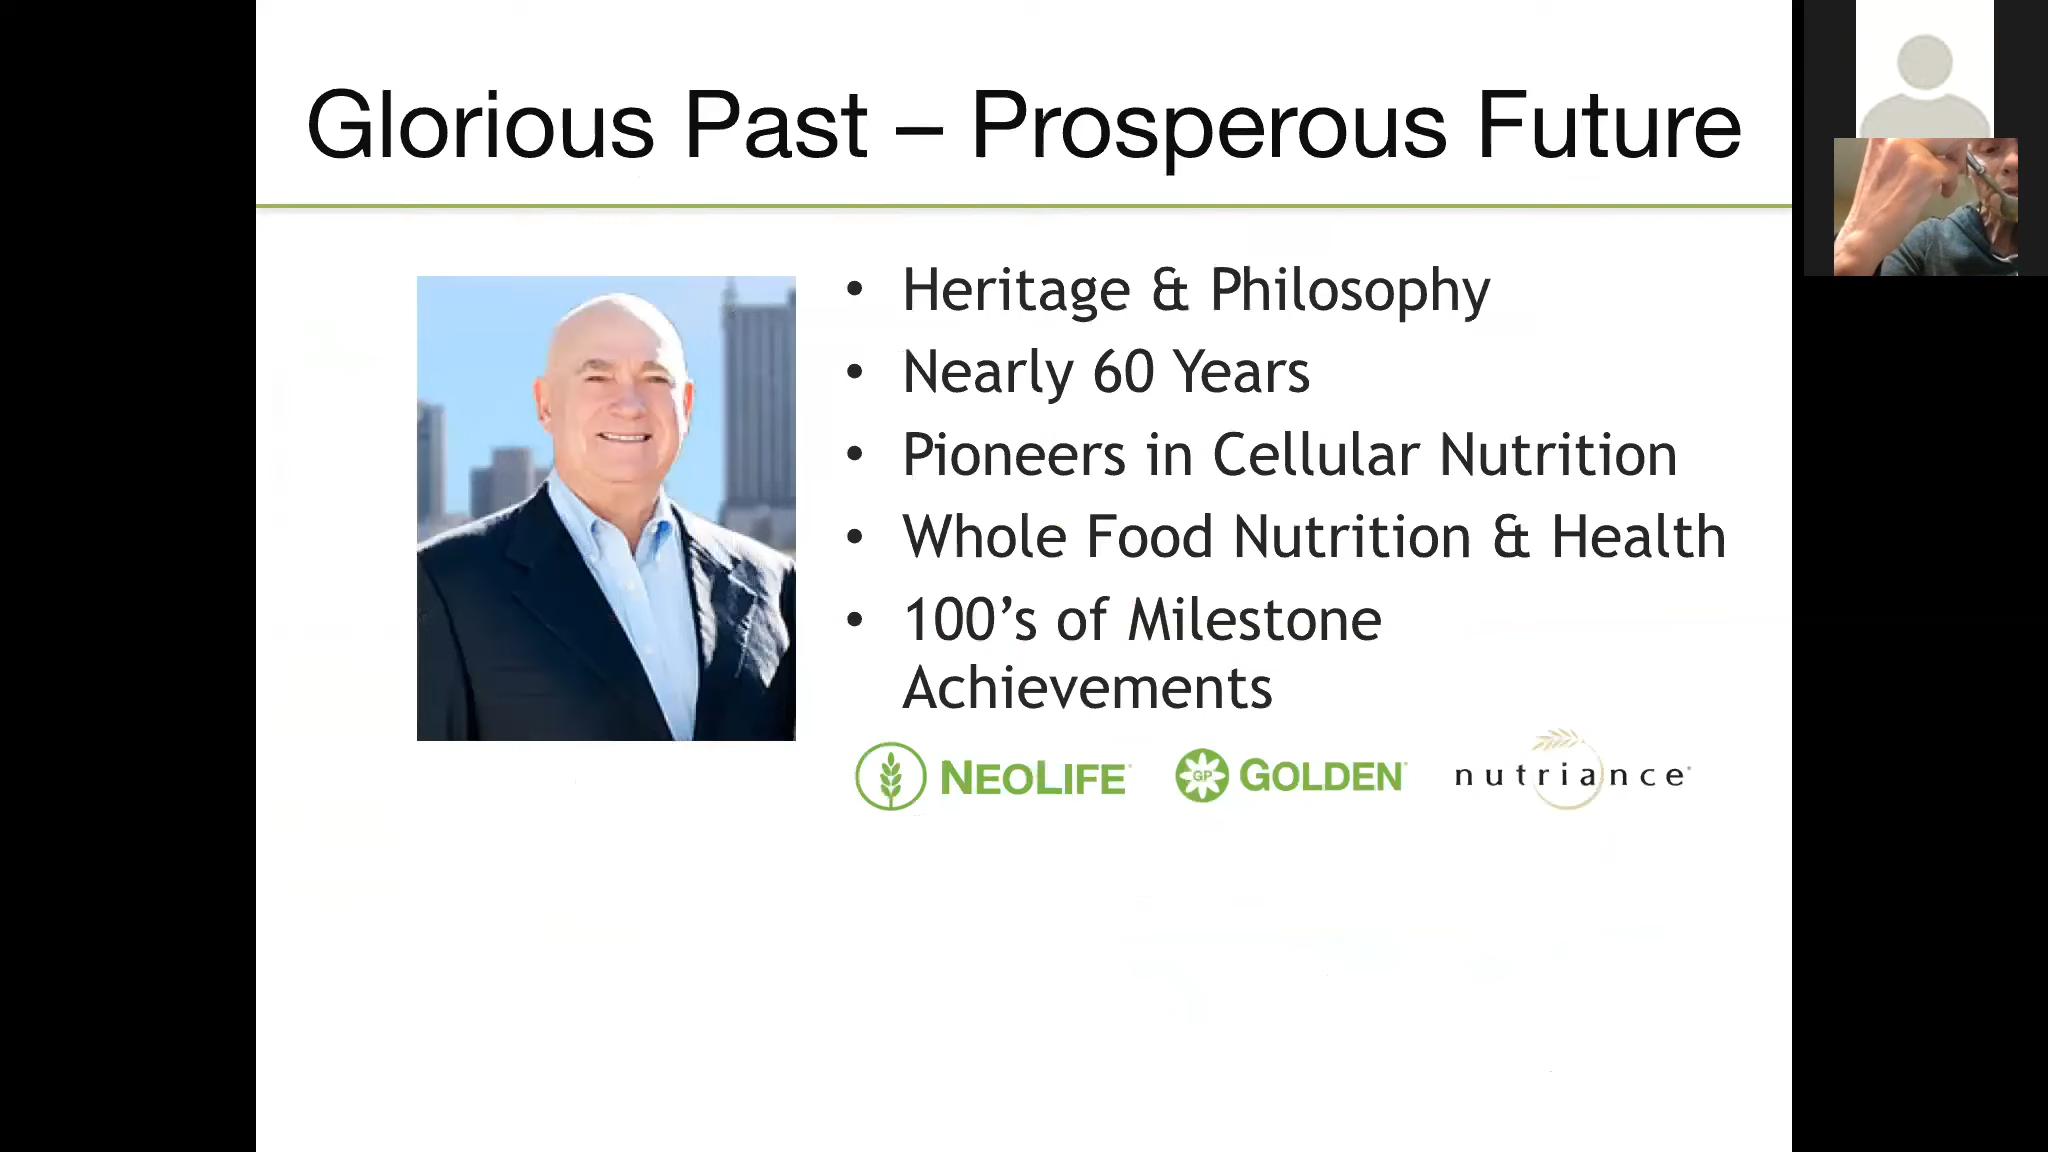 Glorious Past – Prosperous Future
• Heritage & Philosophy
• Nearly 60 Years
• Pioneers in Cellular Nutrition
• Whole Food Nutrition & Health
• 100’s of Milestone
Achievements
NEOLIFE GP GOLDEN nutriance